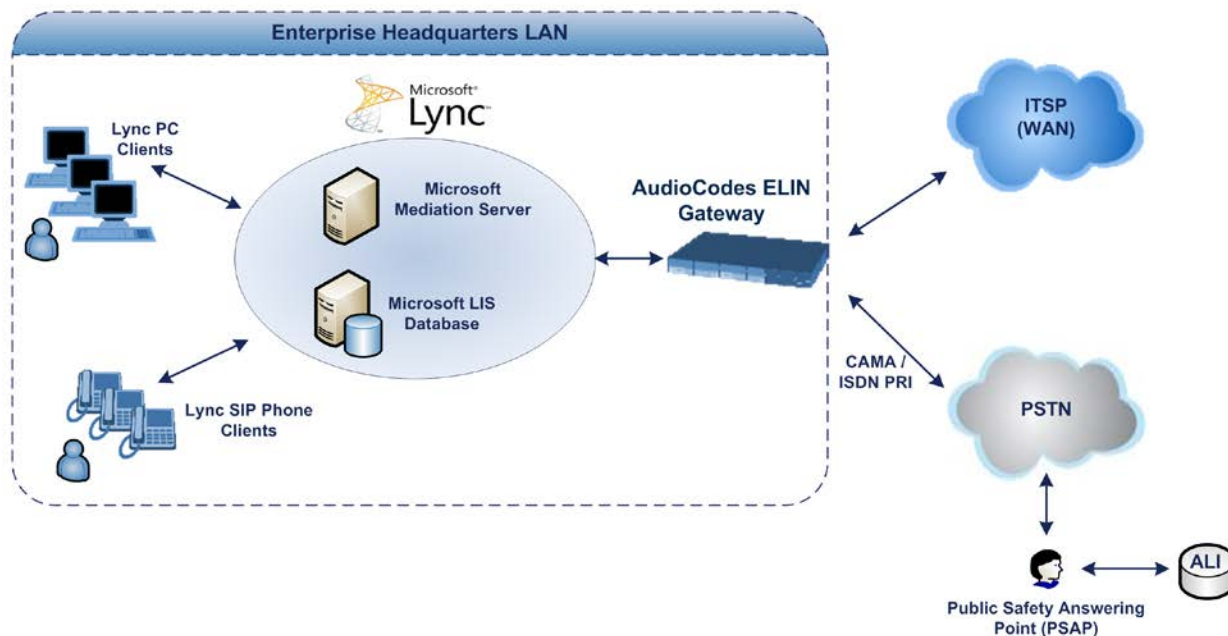 Enterprise Headquarters LAN
Microsoft®
Lync™
Lync PC
Clients
Microsoft
Mediation Server
Microsoft LIS
Database
Lync SIP Phone
Clients
AudioCodes ELIN
Gateway
ITSP
(WAN)
CAMA /
ISDN PRI
PSTN
Public Safety Answering
Point (PSAP)
ALI